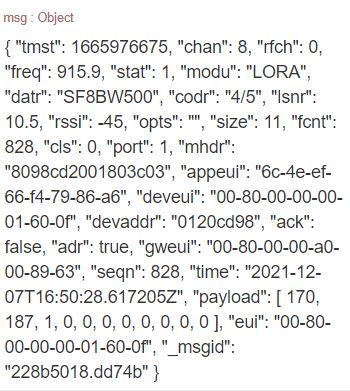 msg : Object
{ "tmst": 1665976675, "chan": 8, "rfch": 0,
"freq": 915.9, "stat": 1, "modu": "LORA",
"datr": "SF8BW500", "codr": "4/5", "lsnr":
10.5, "rssi": -45, "opts": "", "size": 11, "fcnt":
828, "cls": 0, "port": 1, "mhdr":
"8098cd2001803c03", "appeui": "6c-4e-ef-
66-f4-79-86-a6", "deveui": "00-80-00-00-00-
01-60-0f", "devaddr": "0120cd98", "ack":
false, "adr": true, "gweui": "00-80-00-00-a0-
00-89-63", "seqn": 828, "time": "2021-12-
07T16:50:28.617205Z", "payload": [ 170,
187, 1, 0, 0, 0, 0, 0, 0, 0, 0 ], "eui": "00-80-
00-00-00-01-60-0f", "_msgid":
"228b5018.dd74b" }